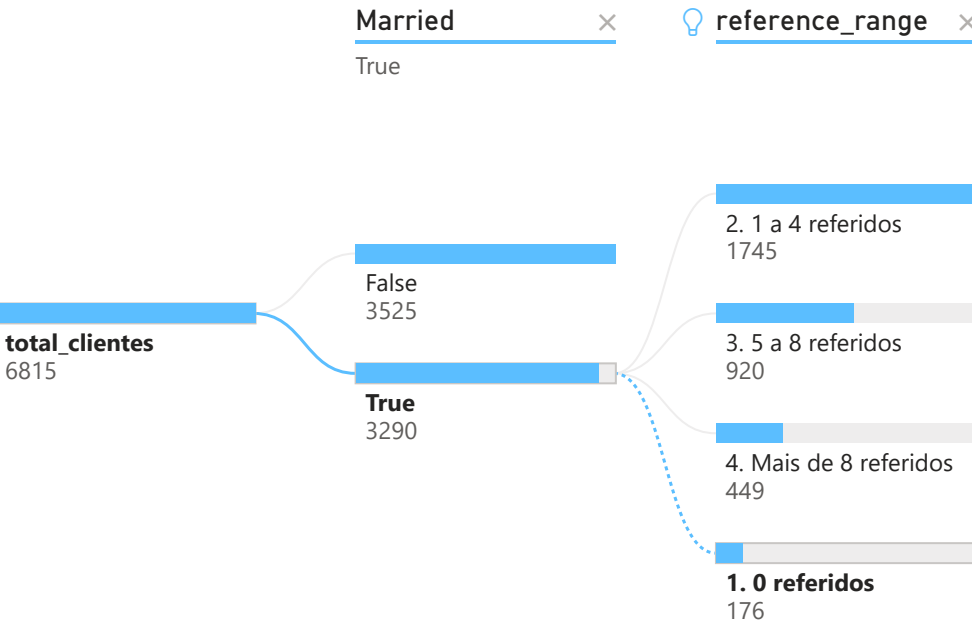 Married
reference_range
True
total_clientes
6815
False
3525
True
3290
2. 1 a 4 referidos
1745
3. 5 a 8 referidos
920
4. Mais de 8 referidos
449
1. 0 referidos
176